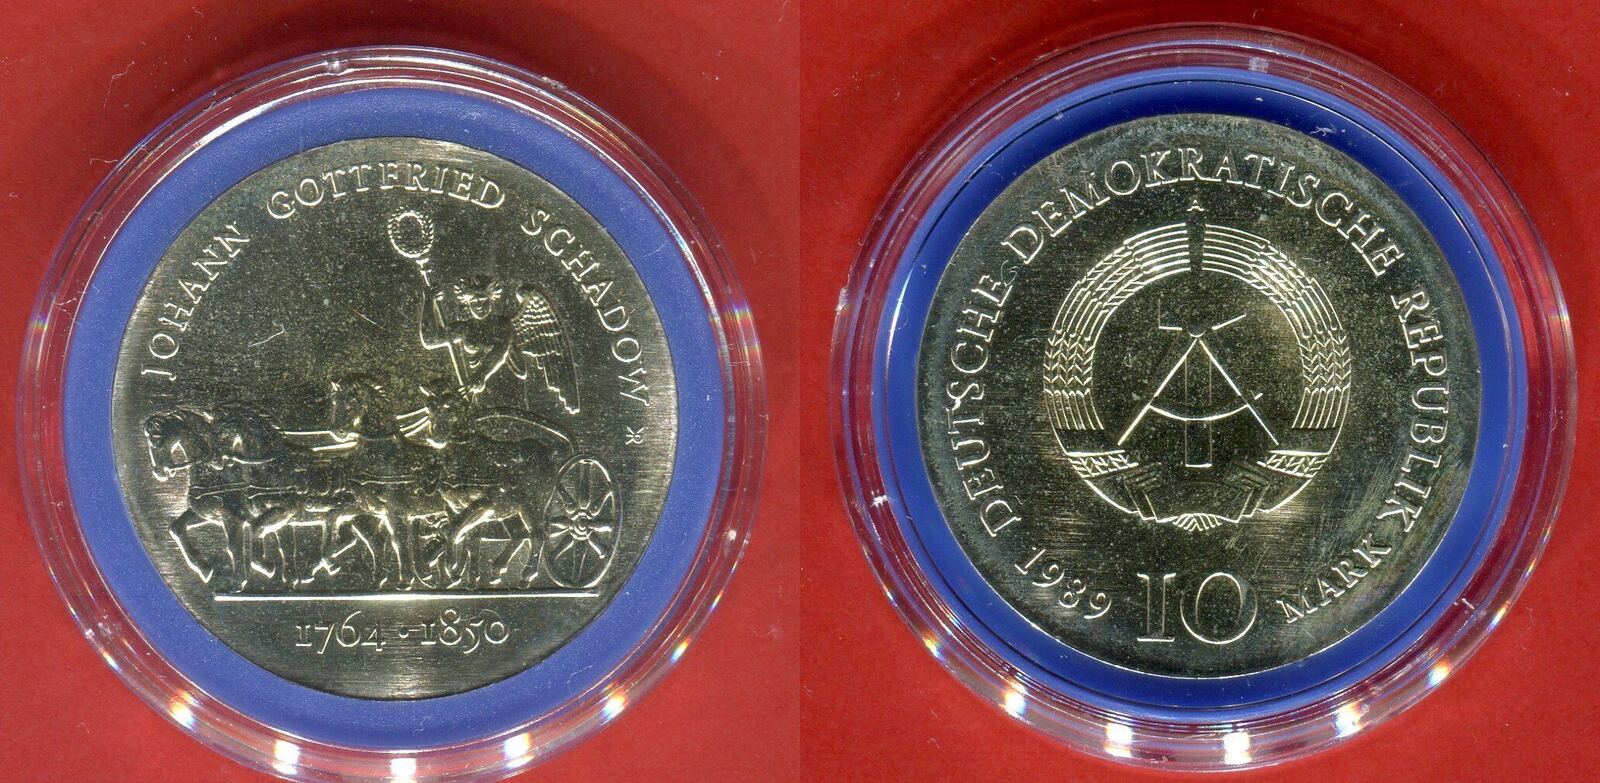 JOHANN GOTTFRIED SCHADOW
1764 · 1850
DEUTSCHE DEMOKRATISCHE REPUBLIK
A
1989 10 MARK